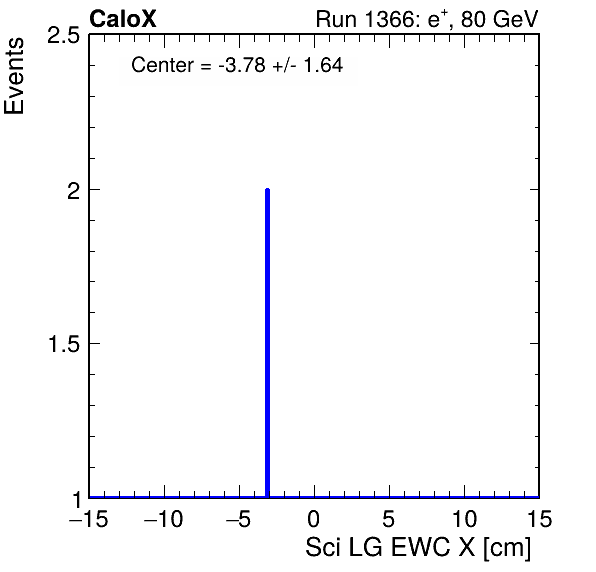 CaloX Run 1366: e⁺, 80 GeV
Center = -3.78 +/- 1.64
Events
2.5
2
1.5
1
−15 −10 −5 0 5 10 15
Sci LG EWC X [cm]